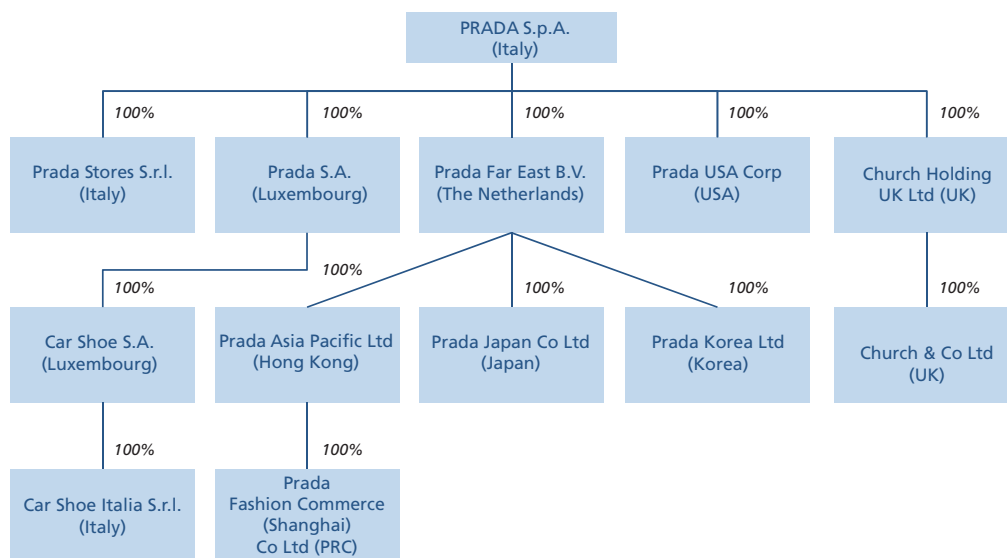 PRADA S.p.A.
(Italy)
100%
100%
100%
100%
100%
Prada Stores S.r.l.
(Italy)
Prada S.A.
(Luxembourg)
Prada Far East B.V.
(The Netherlands)
Prada USA Corp
(USA)
Church Holding
UK Ltd (UK)
100%
100%
100%
100%
100%
Car Shoe S.A.
(Luxembourg)
Prada Asia Pacific Ltd
(Hong Kong)
Prada Japan Co Ltd
(Japan)
Prada Korea Ltd
(Korea)
Church & Co Ltd
(UK)
100%
100%
Car Shoe Italia S.r.l.
(Italy)
Prada
Fashion Commerce
(Shanghai)
Co Ltd (PRC)